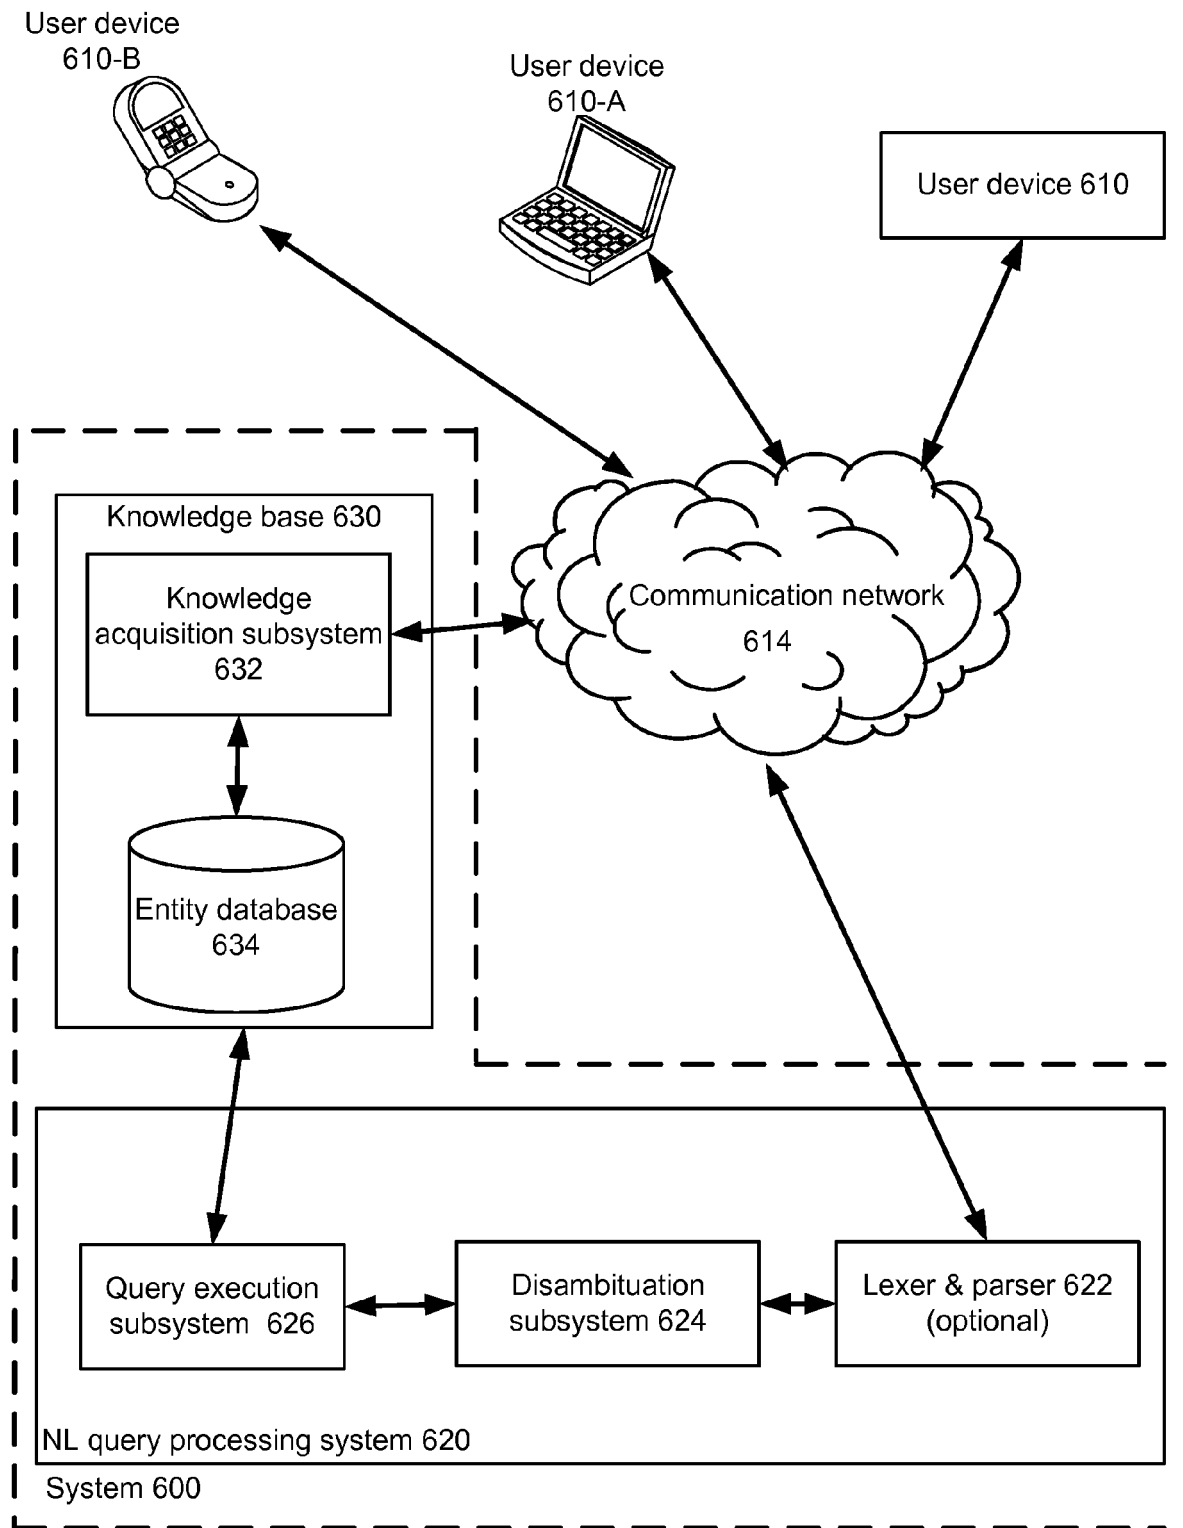 User device
610-B
User device
610-A
User device 610
Knowledge base 630
Knowledge
acquisition subsystem
632
Communication network
614
Entity database
634
Query execution
subsystem 626
Disambituation
subsystem 624
Lexer & parser 622
(optional)
NL query processing system 620
System 600